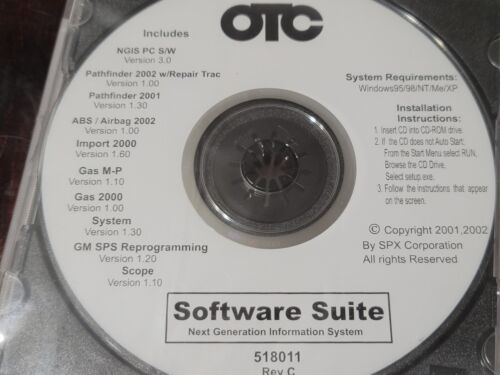 OTC
Includes
NGIS PC S/W
Version 3.0
Pathfinder 2002 w/Repair Trac
Version 1.00
Pathfinder 2001
Version 1.30
ABS / Airbag 2002
Version 1.00
Import 2000
Version 1.60
Gas M-P
Version 1.10
Gas 2000
Version 1.00
System
Version 1.30
GM SPS Reprogramming
Version 1.20
Scope
Version 1.10
System Requirements:
Windows95/98/NT/Me/XP
Installation
Instructions:
1. Insert CD into CD-ROM drive.
2. If the CD does not Auto Start;
From the Start Menu select RUN,
Browse the CD Drive,
Select setup.exe.
3. Follow the instructions that appear
on the screen.
© Copyright 2001,2002
By SPX Corporation
All rights Reserved
Software Suite
Next Generation Information System
518011
Rev C